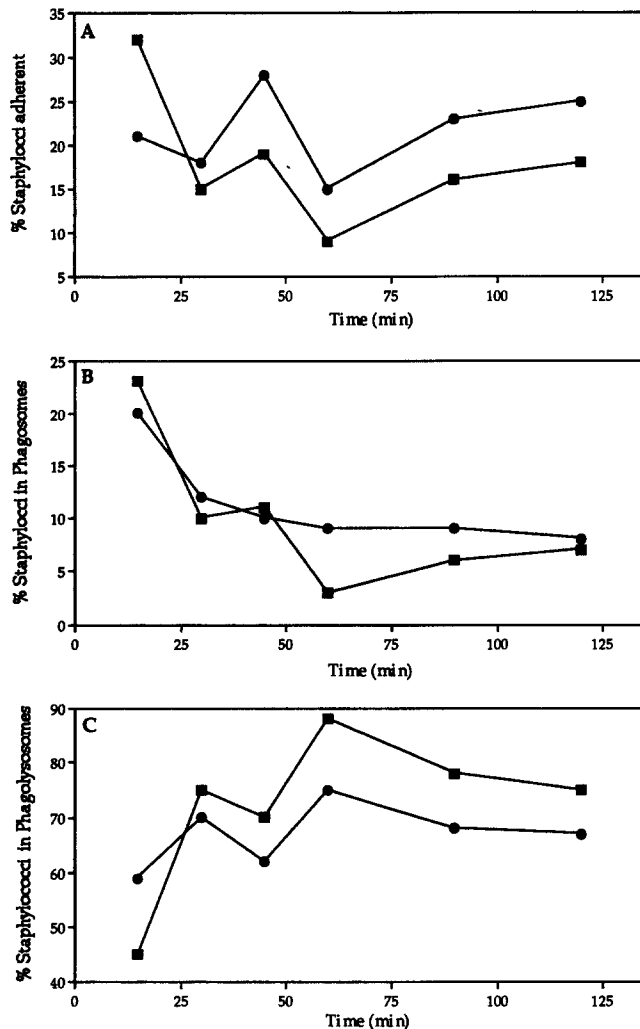 A
% Staphylocci adherent
35
30
25
20
15
10
5
0 25 50 75 100 125
Time (min)
B
% Staphylocci in Phagosomes
25
20
15
10
5
0
0 25 50 75 100 125
Time (min)
C
% Staphylococci in Phagolysosomes
90
80
70
60
50
40
0 25 50 75 100 125
Time (min)